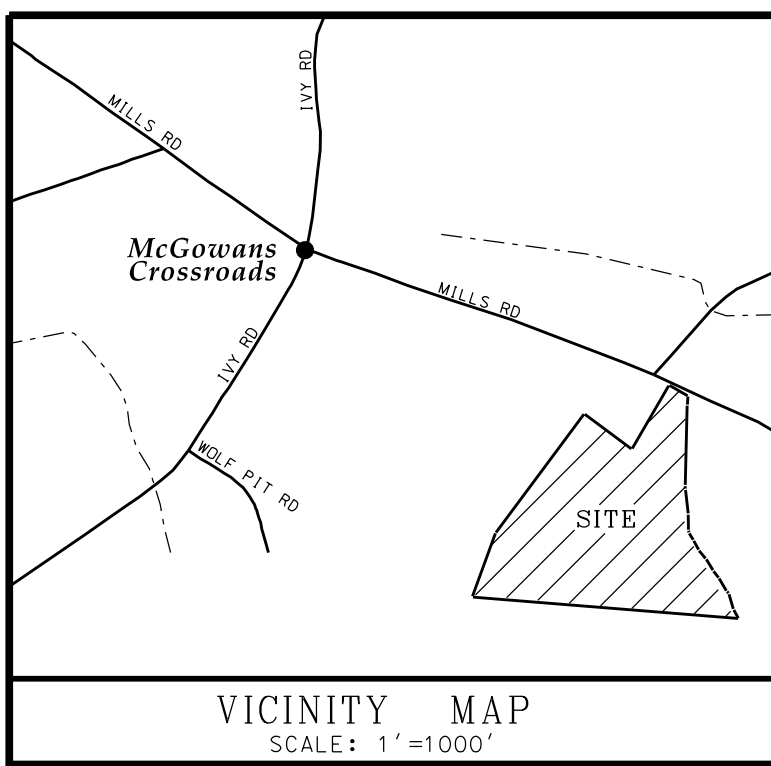 IVY RD
MILLS RD
McGowans
Crossroads
MILLS RD
IVY RD
WOLF PIT RD
SITE
VICINITY MAP
SCALE: 1'=1000'